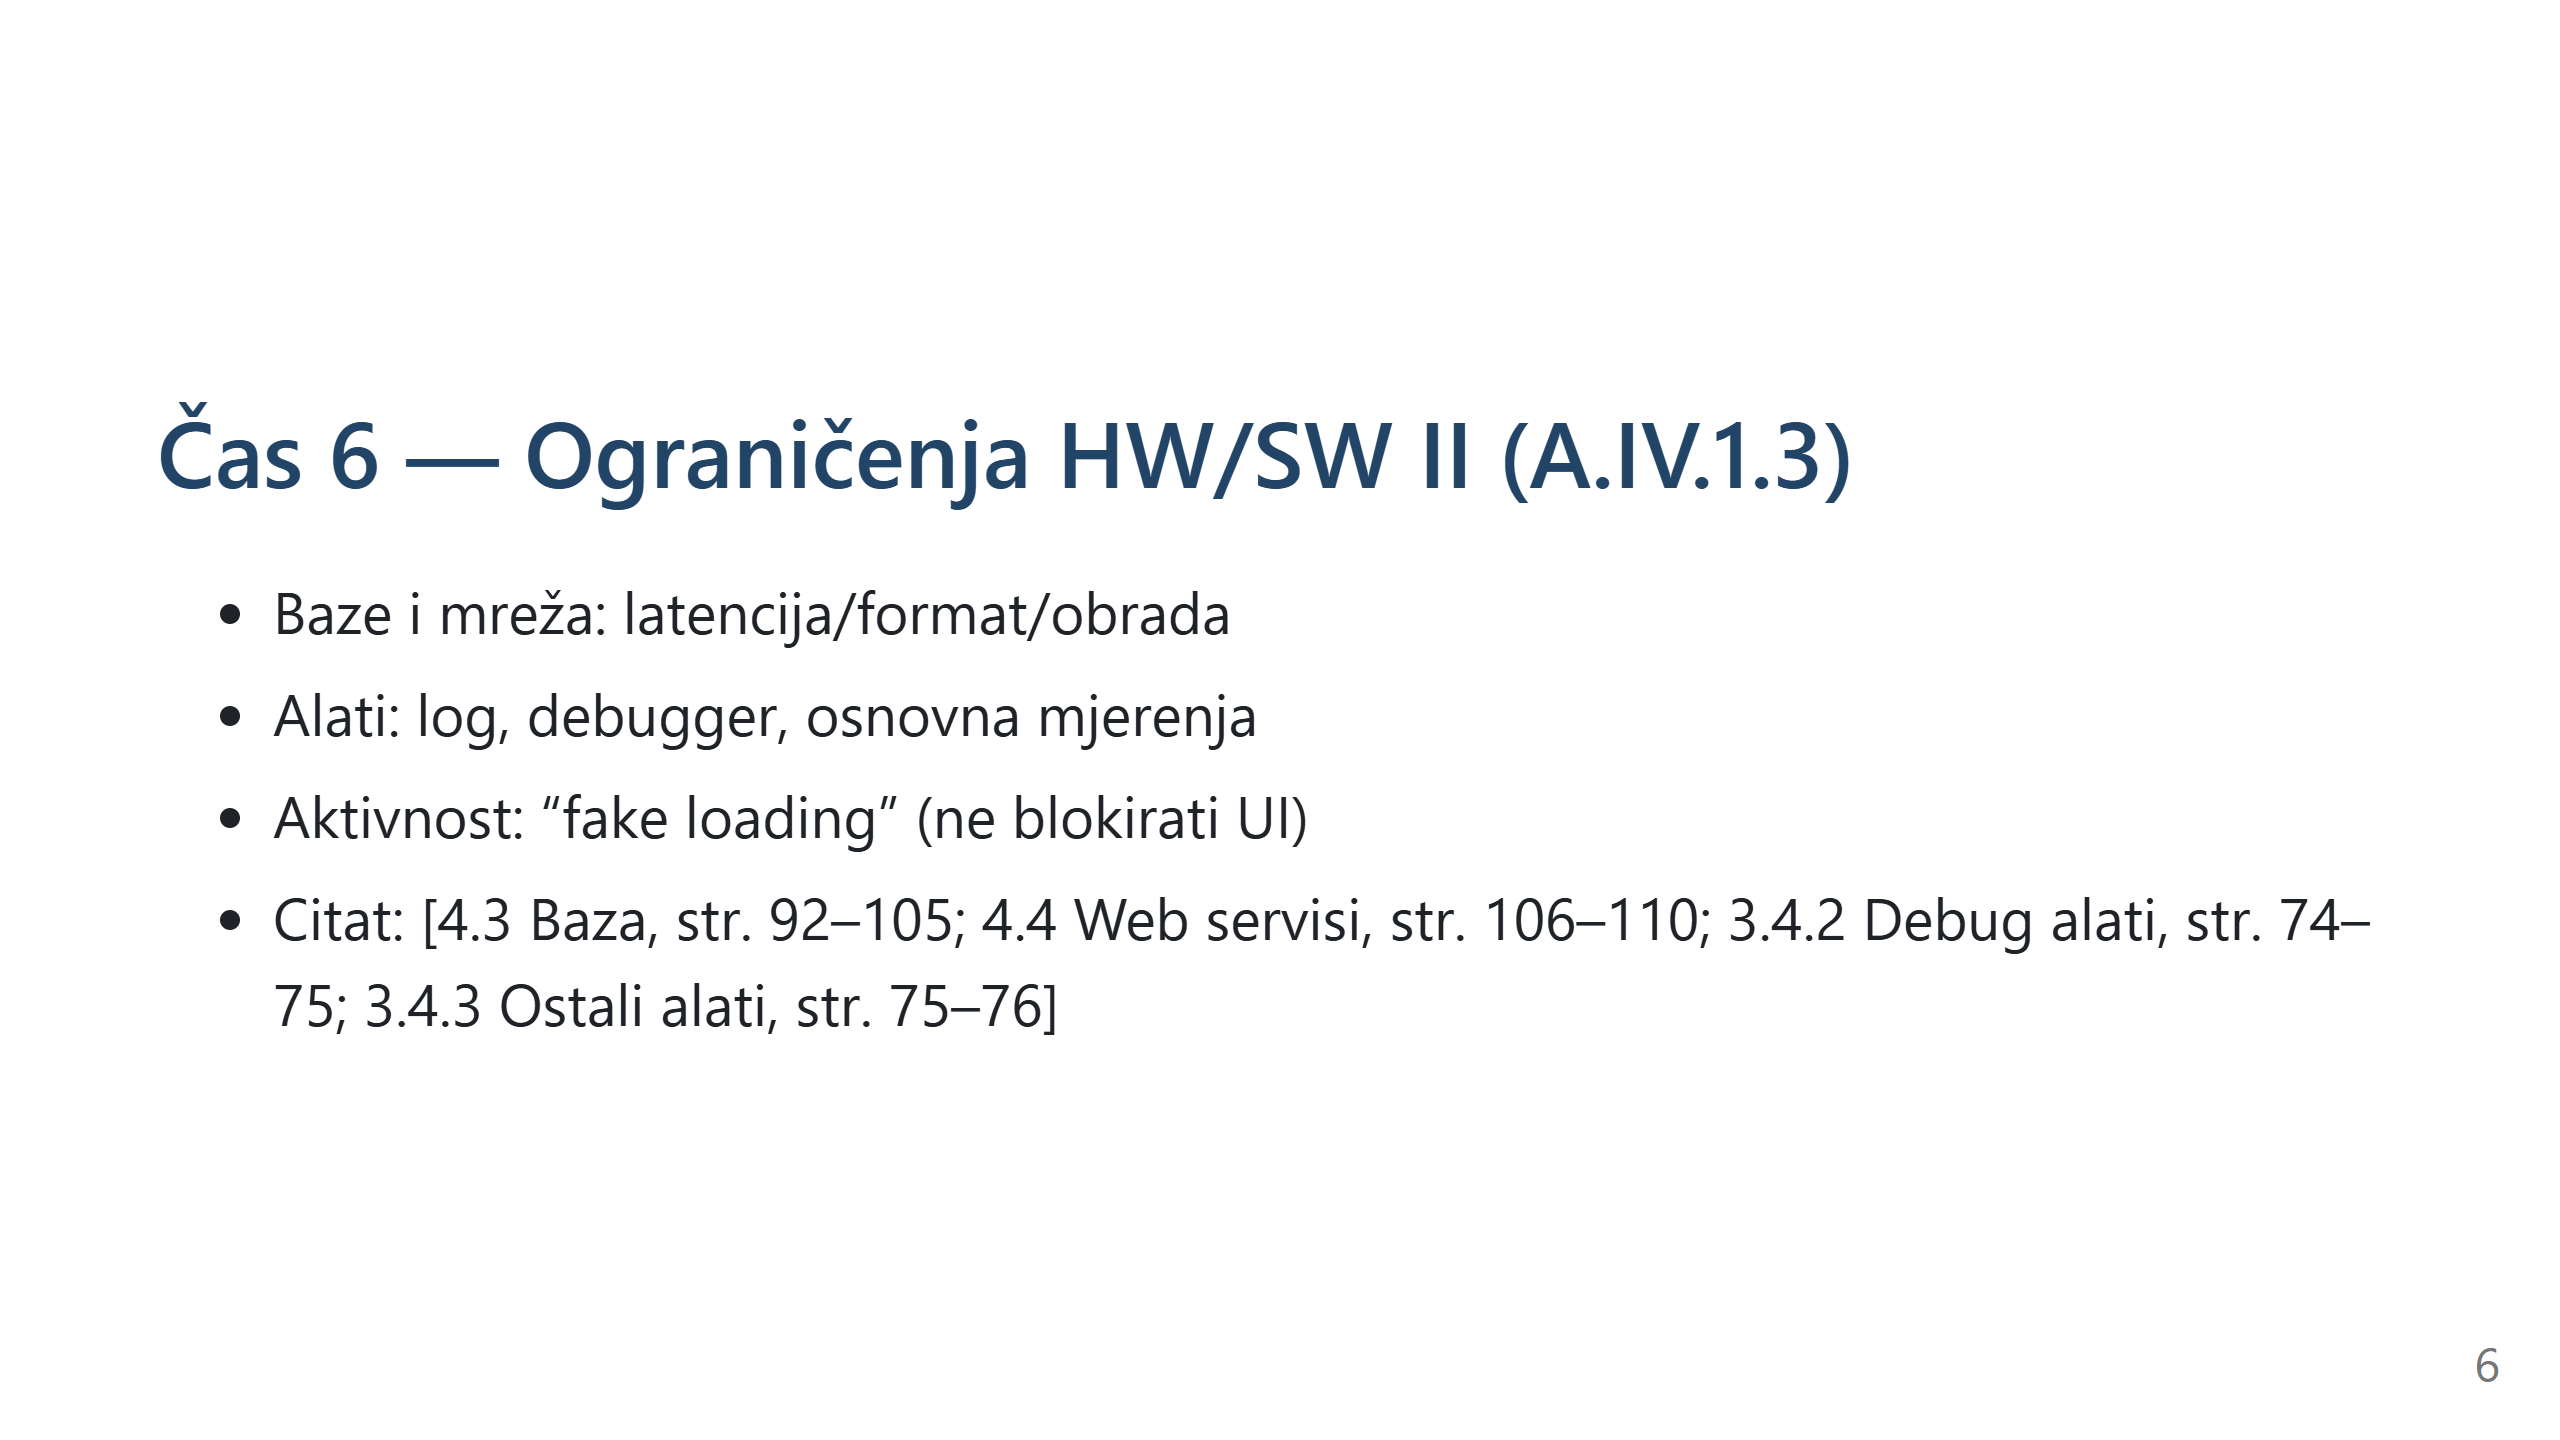 Čas 6 — Ograničenja HW/SW II (A.IV.1.3)
• Baze i mreža: latencija/format/obrada
• Alati: log, debugger, osnovna mjerenja
• Aktivnost: “fake loading” (ne blokirati UI)
• Citat: [4.3 Baza, str. 92–105; 4.4 Web servisi, str. 106–110; 3.4.2 Debug alati, str. 74–
75; 3.4.3 Ostali alati, str. 75–76]
6